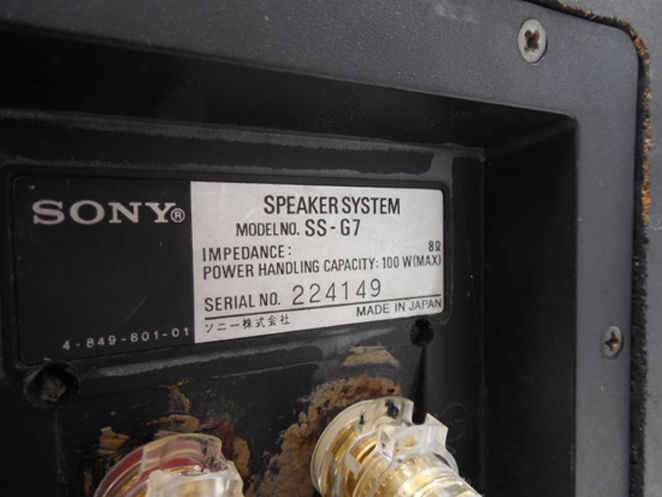 SONY®
SPEAKER SYSTEM
MODEL NO. SS-G7
IMPEDANCE: 8Ω
POWER HANDLING CAPACITY: 100 W (MAX)
SERIAL NO. 224149
MADE IN JAPAN
ソニー株式会社
4-849-801-01